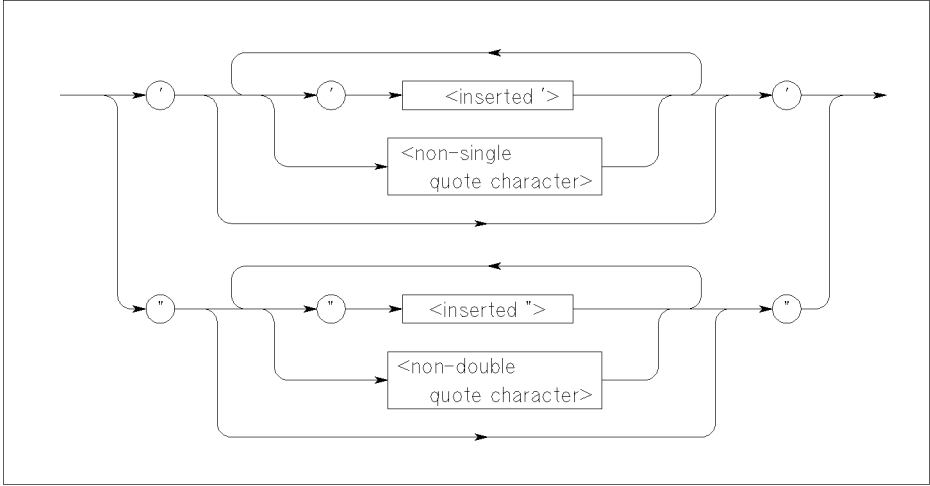 ' ' <inserted '> '
<non-single
quote character>
" " <inserted "> "
<non-double
quote character>